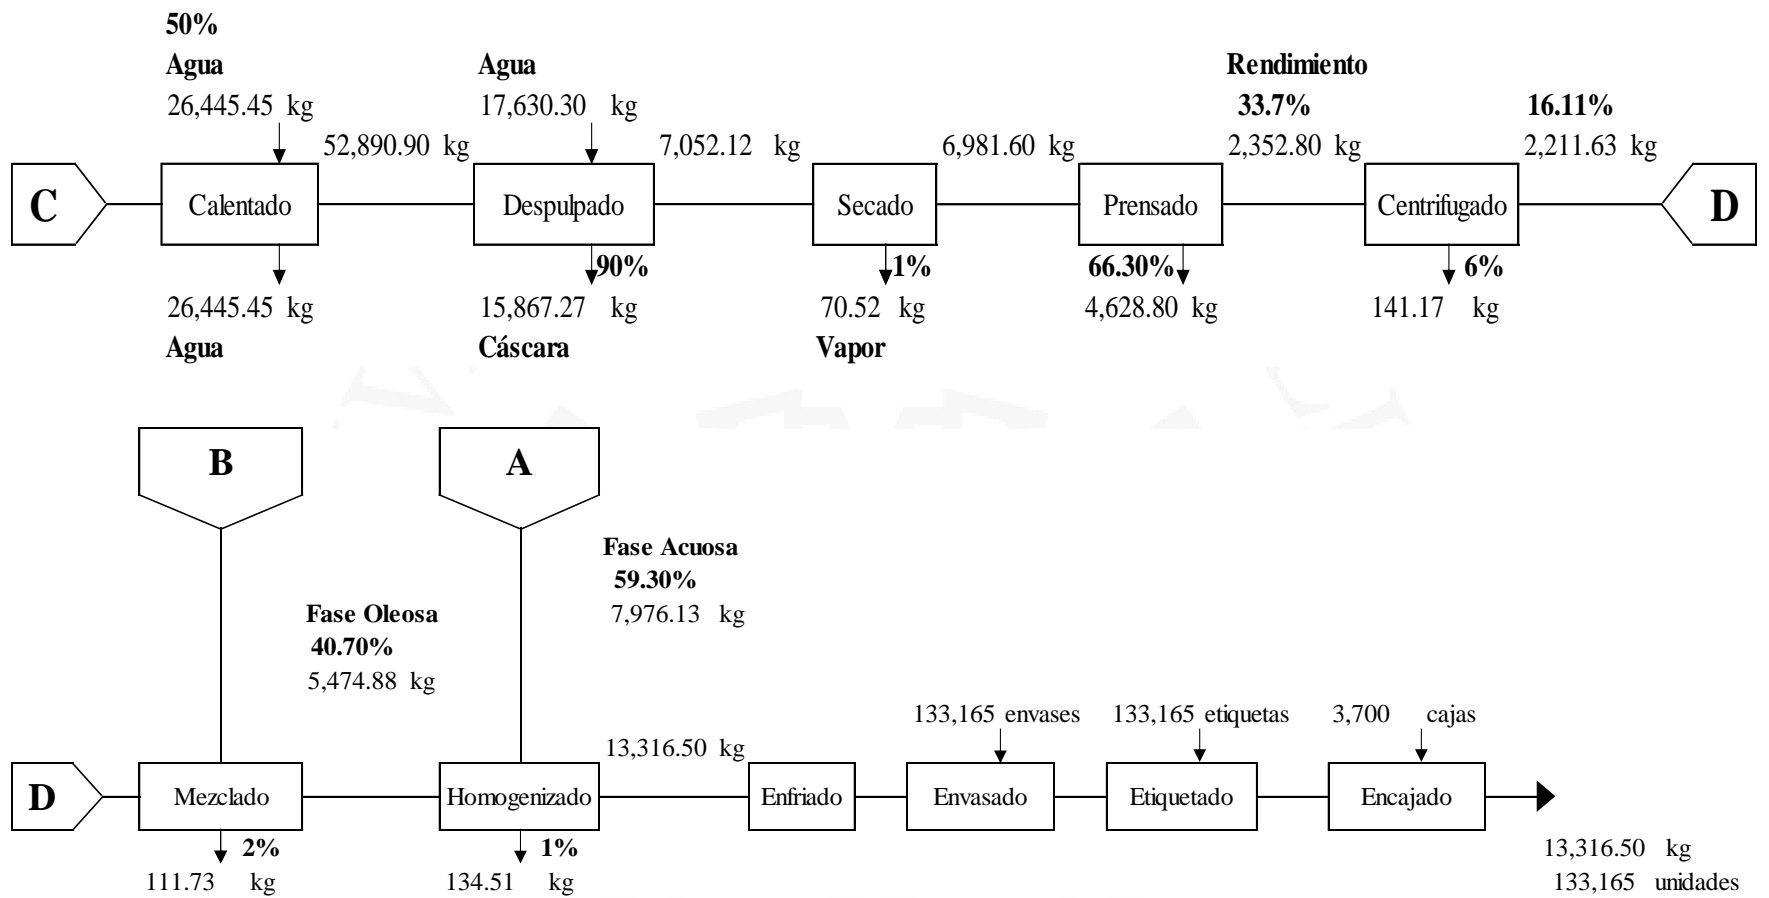 50%
Agua Agua Rendimiento
26,445.45 kg 17,630.30 kg 33.7% 16.11%
52,890.90 kg 7,052.12 kg 6,981.60 kg 2,352.80 kg 2,211.63 kg
C Calentado Despulpado Secado Prensado Centrifugado D
90% 1% 66.30% 6%
26,445.45 kg 15,867.27 kg 70.52 kg 4,628.80 kg 141.17 kg
Agua Cáscara Vapor
B A
Fase Acuosa
59.30%
7,976.13 kg
Fase Oleosa
40.70%
5,474.88 kg
133,165 envases 133,165 etiquetas 3,700 cajas
13,316.50 kg
D Mezclado Homogenizado Enfriado Envasado Etiquetado Encajado
2% 1% 13,316.50 kg
111.73 kg 134.51 kg 133,165 unidades